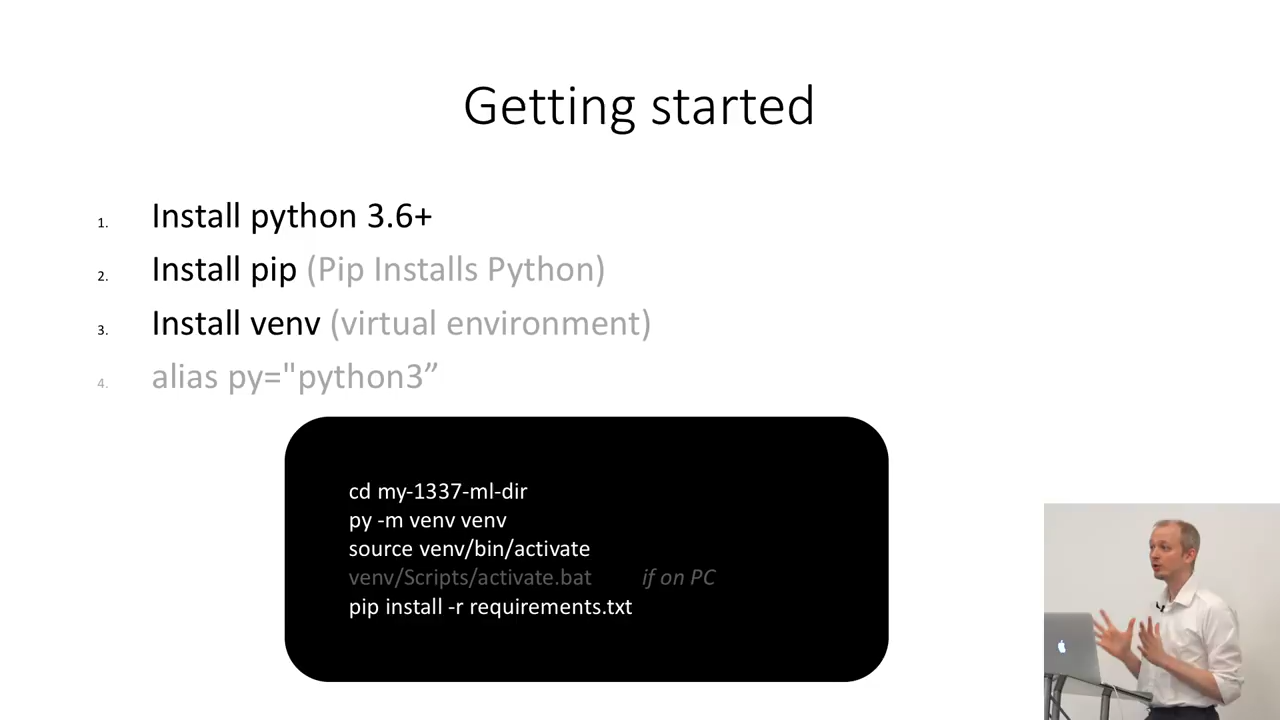 Getting started
1. Install python 3.6+
2. Install pip (Pip Installs Python)
3. Install venv (virtual environment)
4. alias py="python3”
cd my-1337-ml-dir
py -m venv venv
source venv/bin/activate
venv/Scripts/activate.bat if on PC
pip install -r requirements.txt